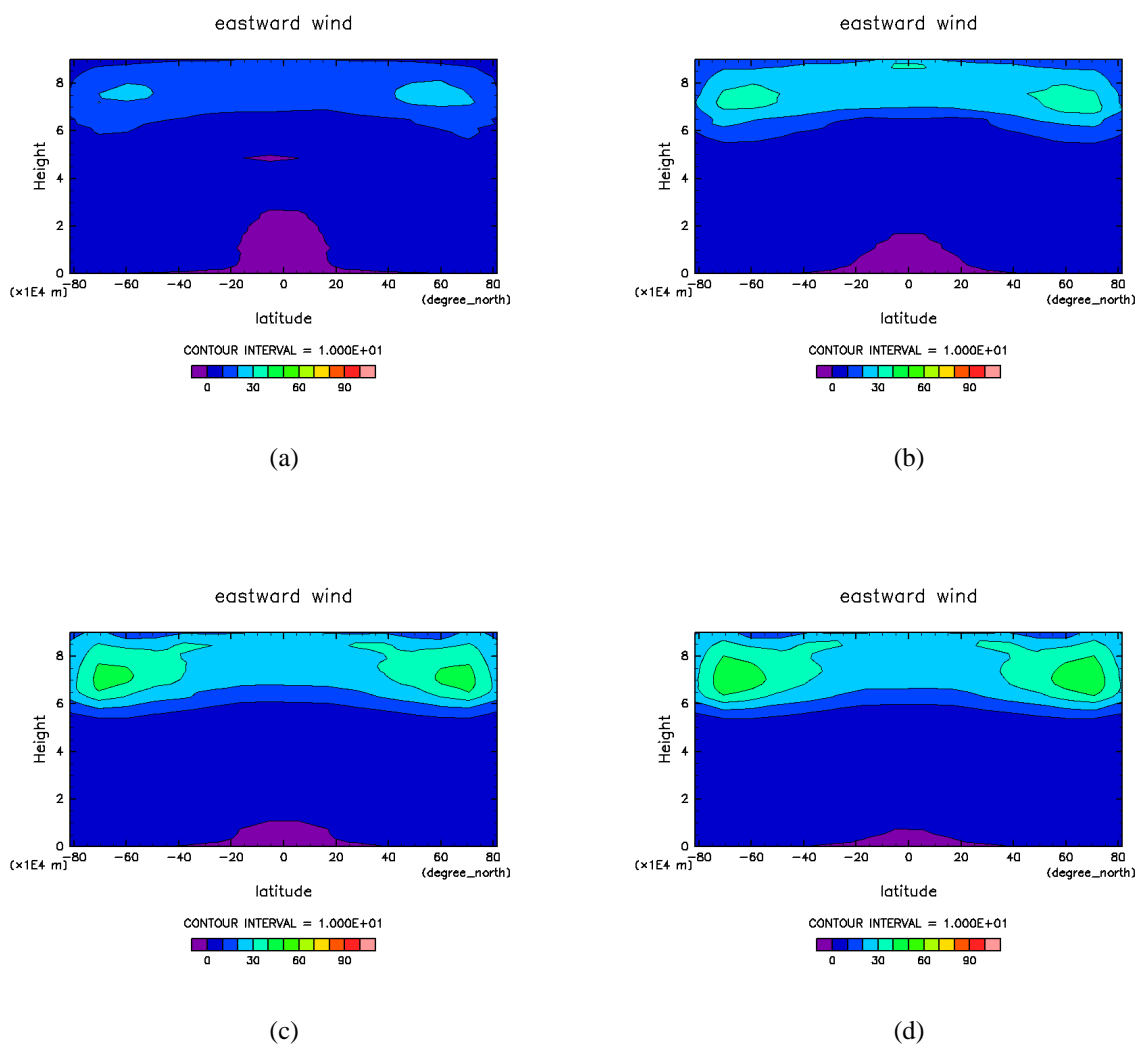 eastward wind
8
6
4
2
0
Height
(×1E4 m)
−80 −60 −40 −20 0 20 40 60 80
(degree_north)
latitude
CONTOUR INTERVAL = 1.000E+01
0 30 60 90
(a)
eastward wind
8
6
4
2
0
Height
(×1E4 m)
−80 −60 −40 −20 0 20 40 60 80
(degree_north)
latitude
CONTOUR INTERVAL = 1.000E+01
0 30 60 90
(b)
eastward wind
8
6
4
2
0
Height
(×1E4 m)
−80 −60 −40 −20 0 20 40 60 80
(degree_north)
latitude
CONTOUR INTERVAL = 1.000E+01
0 30 60 90
(c)
eastward wind
8
6
4
2
0
Height
(×1E4 m)
−80 −60 −40 −20 0 20 40 60 80
(degree_north)
latitude
CONTOUR INTERVAL = 1.000E+01
0 30 60 90
(d)